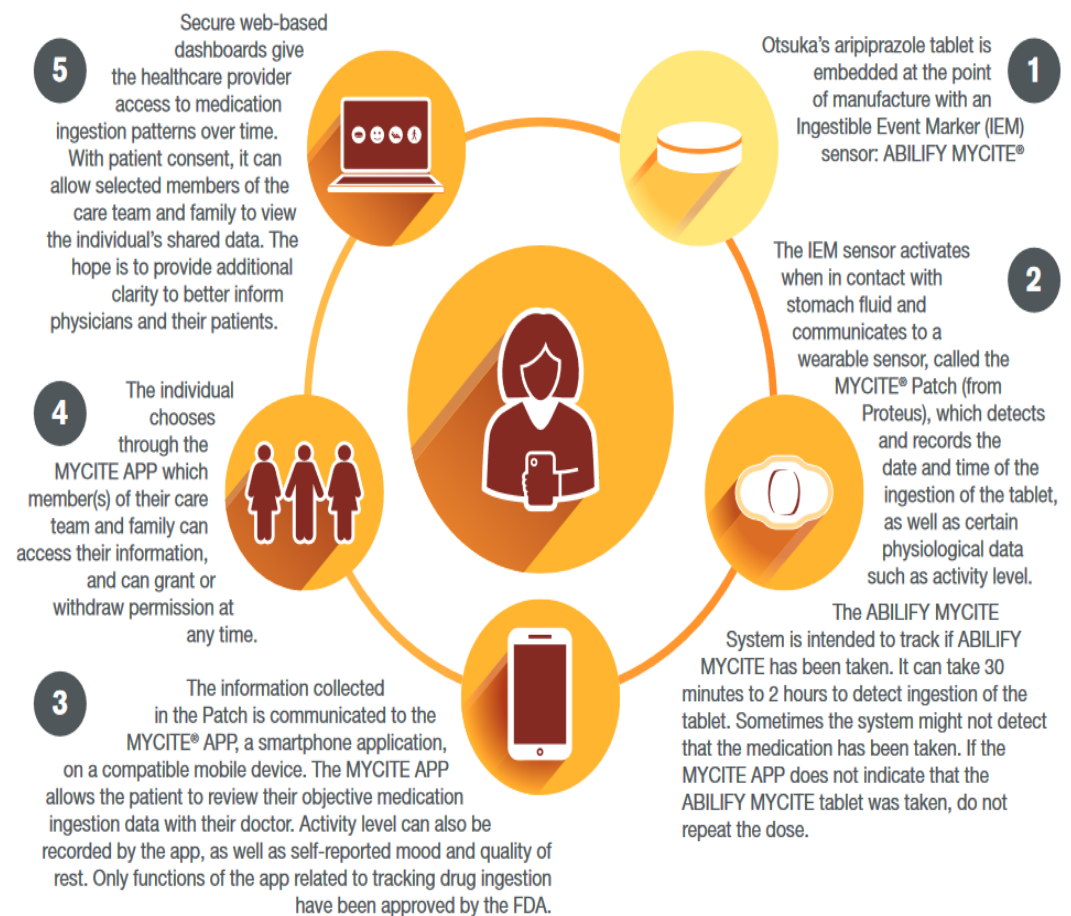 1
Otsuka's aripiprazole tablet is
embedded at the point
of manufacture with an
Ingestible Event Marker (IEM)
sensor: ABILIFY MYCITE®
2
The IEM sensor activates
when in contact with
stomach fluid and
communicates to a
wearable sensor, called the
MYCITE® Patch (from
Proteus), which detects
and records the
date and time of the
ingestion of the tablet,
as well as certain
physiological data
such as activity level.
The ABILIFY MYCITE
System is intended to track if ABILIFY
MYCITE has been taken. It can take 30
minutes to 2 hours to detect ingestion of the
tablet. Sometimes the system might not detect
that the medication has been taken. If the
MYCITE APP does not indicate that the
ABILIFY MYCITE tablet was taken, do not
repeat the dose.
3
The information collected
in the Patch is communicated to the
MYCITE® APP, a smartphone application,
on a compatible mobile device. The MYCITE APP
allows the patient to review their objective medication
ingestion data with their doctor. Activity level can also be
recorded by the app, as well as self-reported mood and quality of
rest. Only functions of the app related to tracking drug ingestion
have been approved by the FDA.
4
The individual
chooses
through the
MYCITE APP which
member(s) of their care
team and family can
access their information,
and can grant or
withdraw permission at
any time.
5
Secure web-based
dashboards give
the healthcare provider
access to medication
ingestion patterns over time.
With patient consent, it can
allow selected members of the
care team and family to view
the individual's shared data. The
hope is to provide additional
clarity to better inform
physicians and their patients.